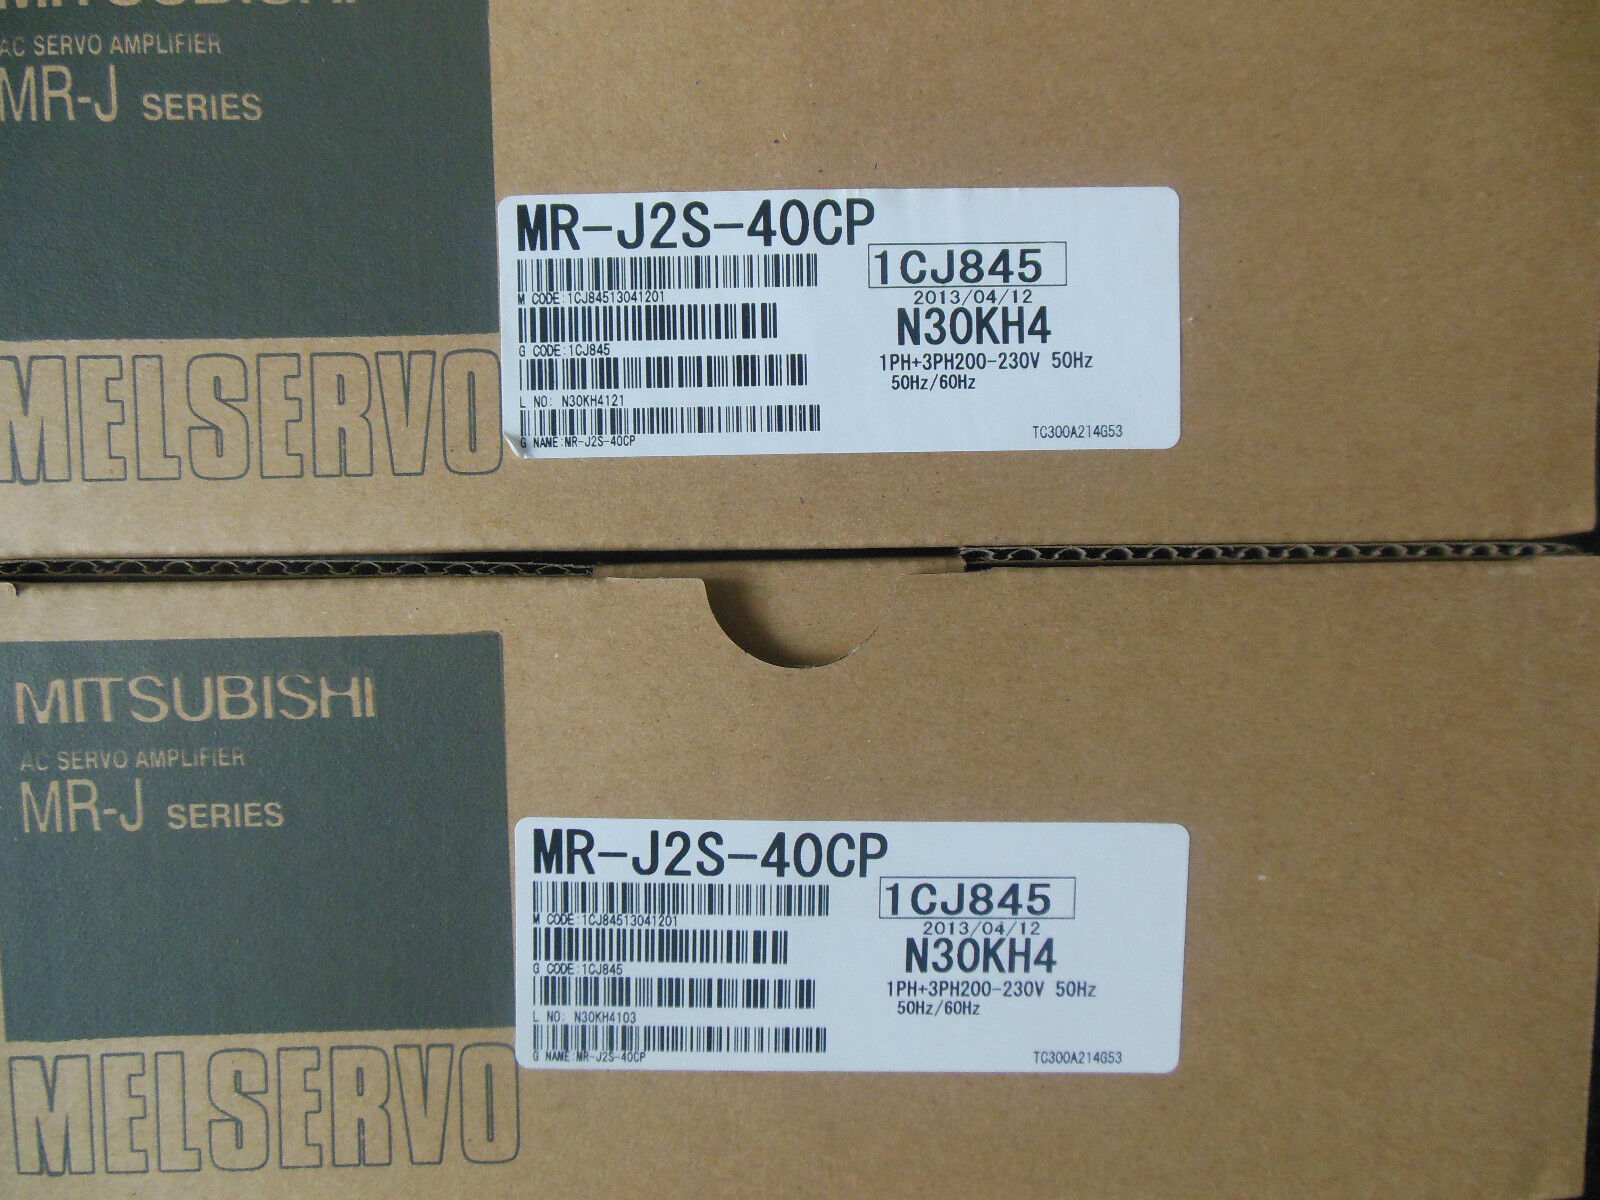 MITSUBISHI
AC SERVO AMPLIFIER
MR-J SERIES
MELSERVO
MR-J2S-40CP
1CJ845
M CODE:1CJ84513041201
2013/04/12
N30KH4
G CODE:1CJ845
1PH+3PH200-230V 50Hz
50Hz/60Hz
L NO: N30KH4121
G NAME:MR-J2S-40CP
TC300A214G53
MITSUBISHI
AC SERVO AMPLIFIER
MR-J SERIES
MELSERVO
MR-J2S-40CP
1CJ845
M CODE:1CJ84513041201
2013/04/12
N30KH4
G CODE:1CJ845
1PH+3PH200-230V 50Hz
50Hz/60Hz
L NO: N30KH4103
G NAME:MR-J2S-40CP
TC300A214G53